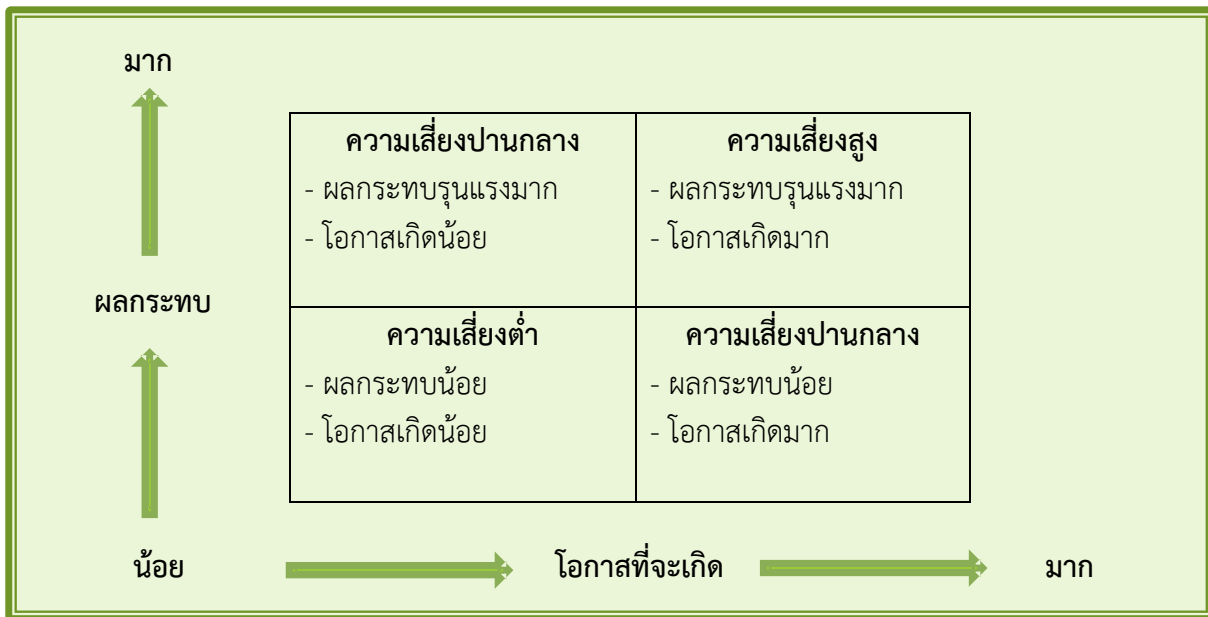 มาก
ความเสี่ยงปานกลาง
- ผลกระทบรุนแรงมาก
- โอกาสเกิดน้อย
ความเสี่ยงสูง
- ผลกระทบรุนแรงมาก
- โอกาสเกิดมาก
ผลกระทบ
ความเสี่ยงต่ำ
- ผลกระทบน้อย
- โอกาสเกิดน้อย
ความเสี่ยงปานกลาง
- ผลกระทบน้อย
- โอกาสเกิดมาก
น้อย
โอกาสที่จะเกิด
มาก